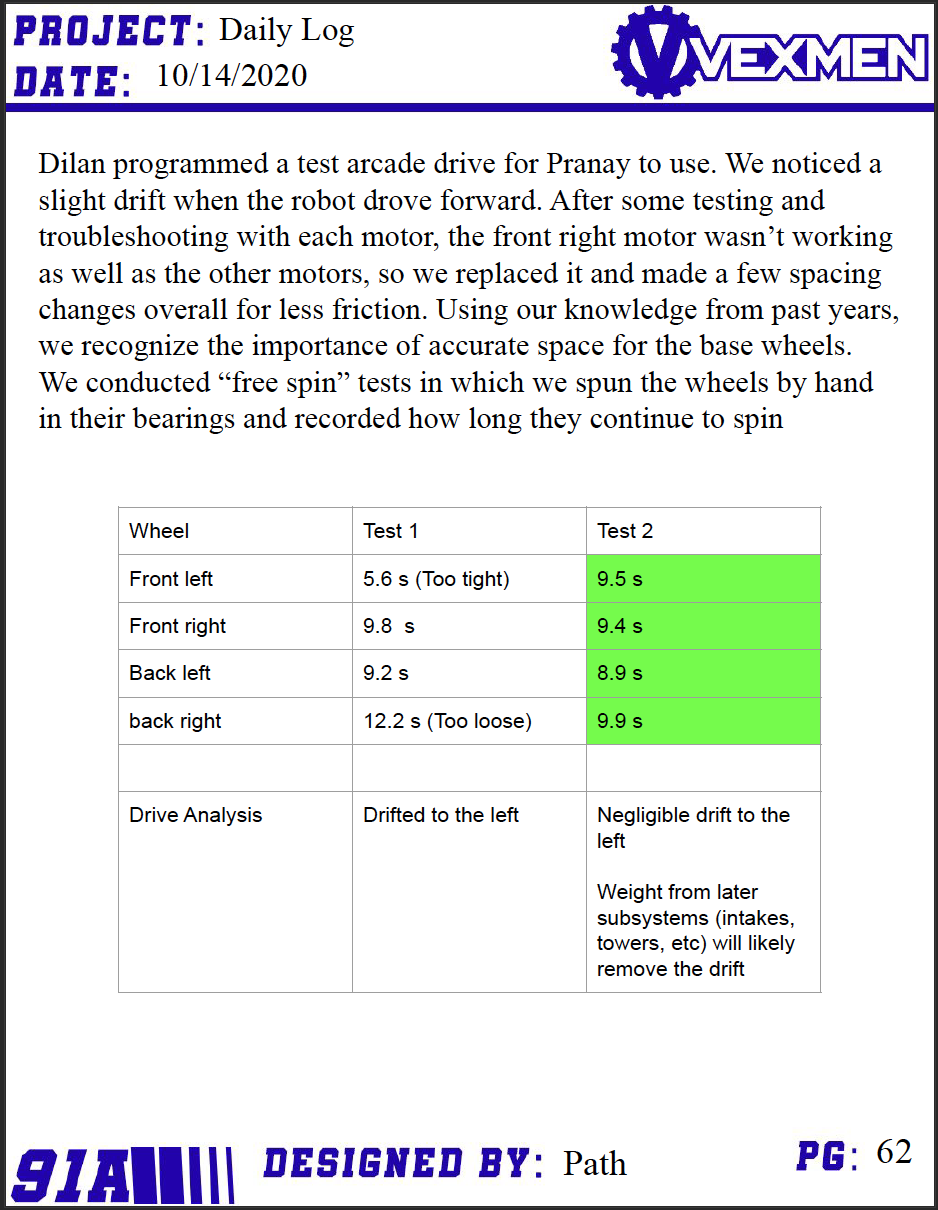 PROJECT: Daily Log
DATE: 10/14/2020
VEXMEN
Dilan programmed a test arcade drive for Pranay to use. We noticed a
slight drift when the robot drove forward. After some testing and
troubleshooting with each motor, the front right motor wasn’t working
as well as the other motors, so we replaced it and made a few spacing
changes overall for less friction. Using our knowledge from past years,
we recognize the importance of accurate space for the base wheels.
We conducted “free spin” tests in which we spun the wheels by hand
in their bearings and recorded how long they continue to spin
Wheel Test 1 Test 2
Front left 5.6 s (Too tight) 9.5 s
Front right 9.8 s 9.4 s
Back left 9.2 s 8.9 s
back right 12.2 s (Too loose) 9.9 s
Drive Analysis Drifted to the left Negligible drift to the
left
Weight from later
subsystems (intakes,
towers, etc) will likely
remove the drift
91A DESIGNED BY: Path PG: 62